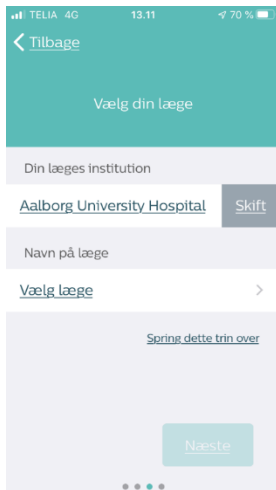 TELIA 4G 13.11 70 %
Tilbage
Vælg din læge
Din læges institution
Aalborg University Hospital Skift
Navn på læge
Vælg læge
Spring dette trin over
Næste